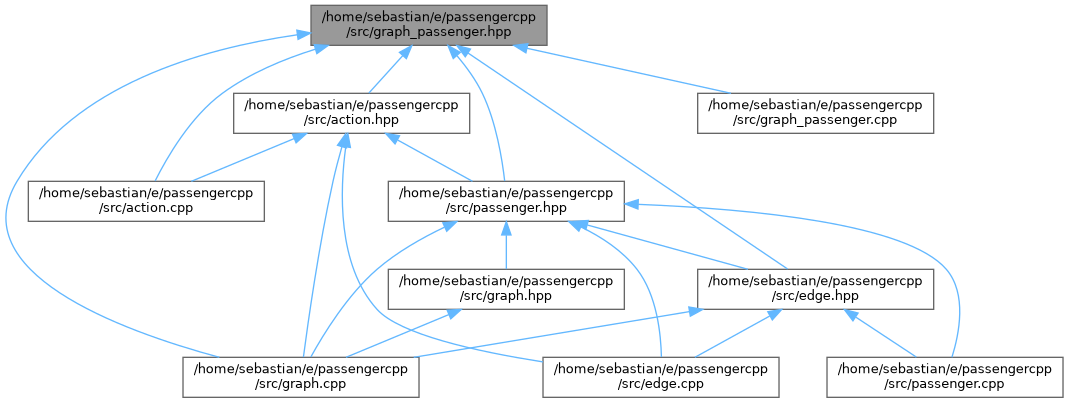 /home/sebastian/e/passengercpp
/src/graph_passenger.hpp
/home/sebastian/e/passengercpp
/src/action.hpp
/home/sebastian/e/passengercpp
/src/graph_passenger.cpp
/home/sebastian/e/passengercpp
/src/action.cpp
/home/sebastian/e/passengercpp
/src/passenger.hpp
/home/sebastian/e/passengercpp
/src/graph.hpp
/home/sebastian/e/passengercpp
/src/edge.hpp
/home/sebastian/e/passengercpp
/src/graph.cpp
/home/sebastian/e/passengercpp
/src/edge.cpp
/home/sebastian/e/passengercpp
/src/passenger.cpp